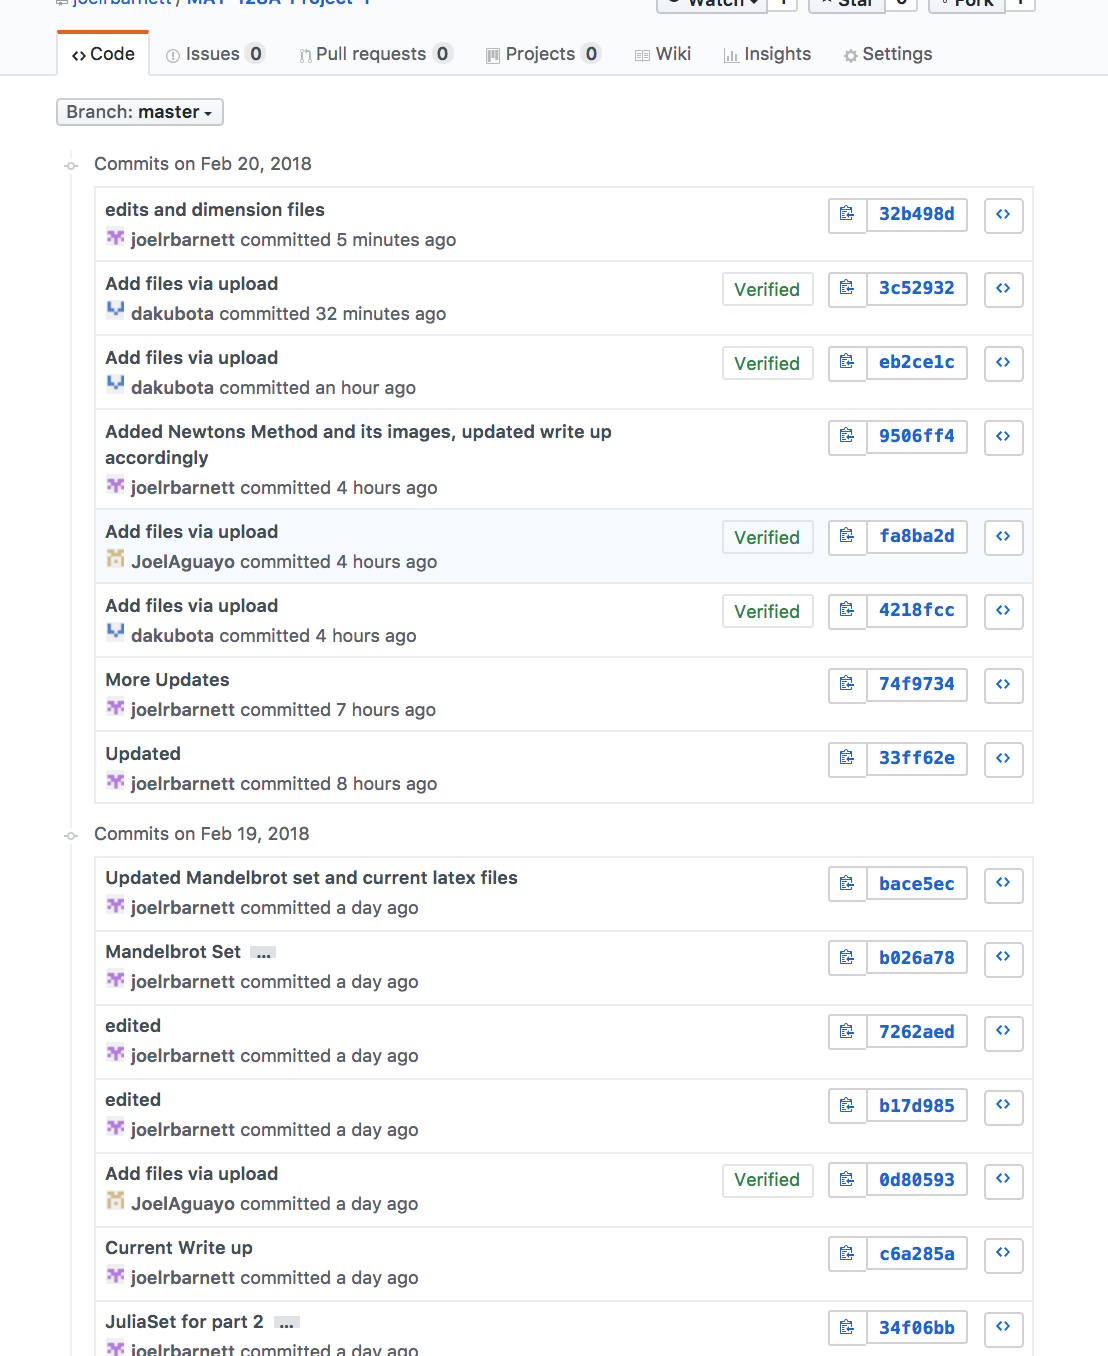 joelrbarnett / MAT-128A-Project-1
Watch 1 Star 0 Fork 1
Code Issues 0 Pull requests 0 Projects 0 Wiki Insights Settings
Branch: master
Commits on Feb 20, 2018
edits and dimension files
joelrbarnett committed 5 minutes ago
32b498d
Add files via upload
dakubota committed 32 minutes ago
Verified 3c52932
Add files via upload
dakubota committed an hour ago
Verified eb2ce1c
Added Newtons Method and its images, updated write up
accordingly
joelrbarnett committed 4 hours ago
9506ff4
Add files via upload
JoelAguayo committed 4 hours ago
Verified fa8ba2d
Add files via upload
dakubota committed 4 hours ago
Verified 4218fcc
More Updates
joelrbarnett committed 7 hours ago
74f9734
Updated
joelrbarnett committed 8 hours ago
33ff62e
Commits on Feb 19, 2018
Updated Mandelbrot set and current latex files
joelrbarnett committed a day ago
bace5ec
Mandelbrot Set …
joelrbarnett committed a day ago
b026a78
edited
joelrbarnett committed a day ago
7262aed
edited
joelrbarnett committed a day ago
b17d985
Add files via upload
JoelAguayo committed a day ago
Verified 0d80593
Current Write up
joelrbarnett committed a day ago
c6a285a
JuliaSet for part 2 …
joelrbarnett committed a day ago
34f06bb